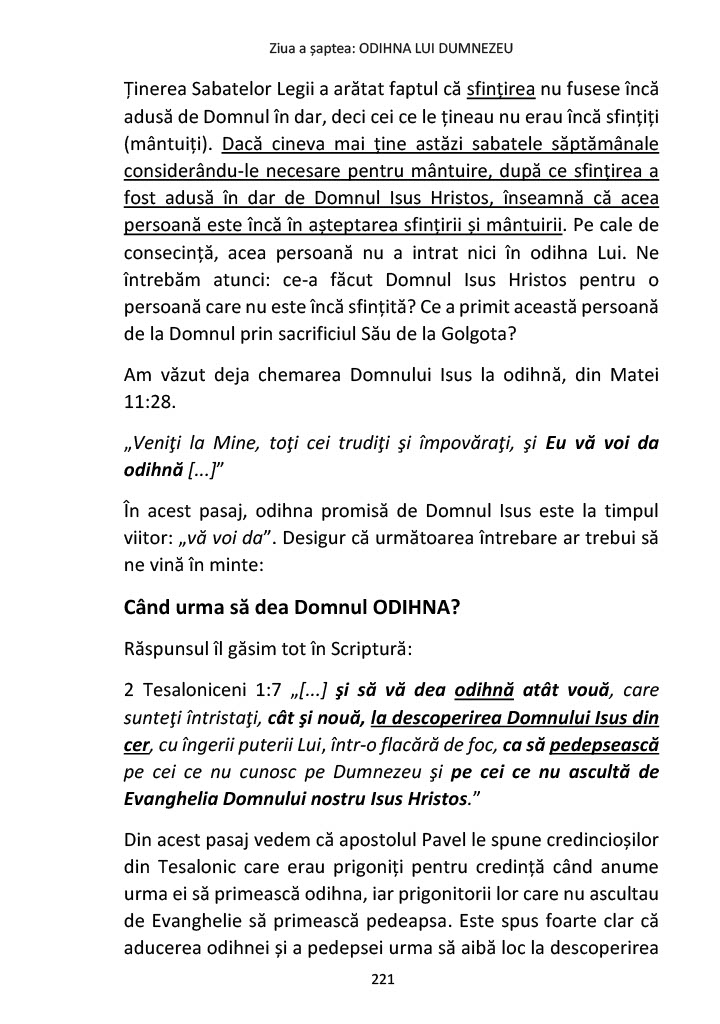 Ziua a șaptea: ODIHNA LUI DUMNEZEU
Ținerea Sabatelor Legii a arătat faptul că sfințirea nu fusese încă
adusă de Domnul în dar, deci cei ce le țineau nu erau încă sfințiți
(mântuiți). Dacă cineva mai ține astăzi sabatele săptămânale
considerându-le necesare pentru mântuire, după ce sfințirea a
fost adusă în dar de Domnul Isus Hristos, înseamnă că acea
persoană este încă în așteptarea sfințirii și mântuirii. Pe cale de
consecință, acea persoană nu a intrat nici în odihna Lui. Ne
întrebăm atunci: ce-a făcut Domnul Isus Hristos pentru o
persoană care nu este încă sfințită? Ce a primit această persoană
de la Domnul prin sacrificiul Său de la Golgota?
Am văzut deja chemarea Domnului Isus la odihnă, din Matei
11:28.
„Veniţi la Mine, toţi cei trudiţi şi împovăraţi, şi Eu vă voi da
odihnă [...]”
În acest pasaj, odihna promisă de Domnul Isus este la timpul
viitor: „vă voi da”. Desigur că următoarea întrebare ar trebui să
ne vină în minte:
Când urma să dea Domnul ODIHNA?
Răspunsul îl găsim tot în Scriptură:
2 Tesaloniceni 1:7 „[...] şi să vă dea odihnă atât vouă, care
sunteţi întristaţi, cât şi nouă, la descoperirea Domnului Isus din
cer, cu îngerii puterii Lui, într-o flacără de foc, ca să pedepsească
pe cei ce nu cunosc pe Dumnezeu şi pe cei ce nu ascultă de
Evanghelia Domnului nostru Isus Hristos.”
Din acest pasaj vedem că apostolul Pavel le spune credincioșilor
din Tesalonic care erau prigoniți pentru credință când anume
urma ei să primească odihna, iar prigonitorii lor care nu ascultau
de Evanghelie să primească pedeapsa. Este spus foarte clar că
aducerea odihnei și a pedepsei urma să aibă loc la descoperirea
221